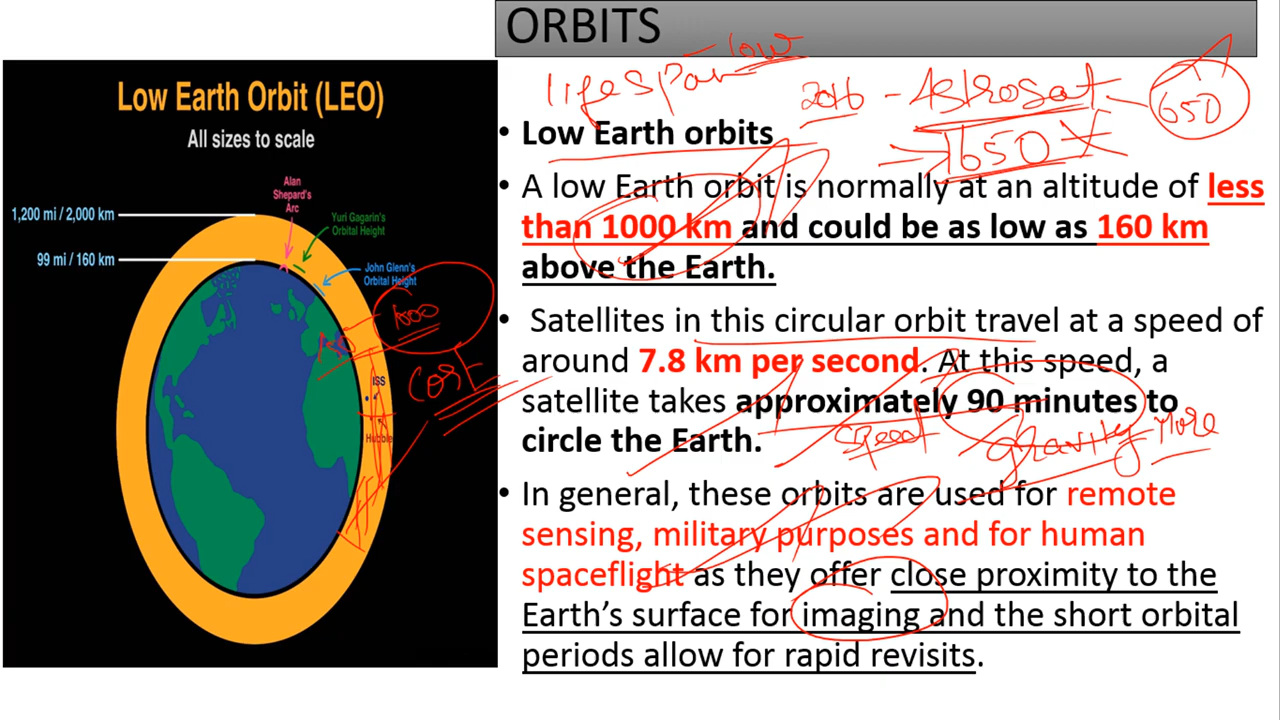 ORBITS
lifespan - low
2016 - Astrosat - 650
1650 X
• Low Earth orbits
• A low Earth orbit is normally at an altitude of less
than 1000 km and could be as low as 160 km
above the Earth.
• Satellites in this circular orbit travel at a speed of
around 7.8 km per second. At this speed, a
satellite takes approximately 90 minutes to
circle the Earth.
speed
gravity More
• In general, these orbits are used for remote
sensing, military purposes and for human
spaceflight as they offer close proximity to the
Earth's surface for imaging and the short orbital
periods allow for rapid revisits.
Low Earth Orbit (LEO)
All sizes to scale
Alan
Shepard's
Arc
1,200 mi / 2,000 km
Yuri Gagarin's
Orbital Height
99 mi / 160 km
John Glenn's
Orbital Height
1000
ISS
Cost
Hubble